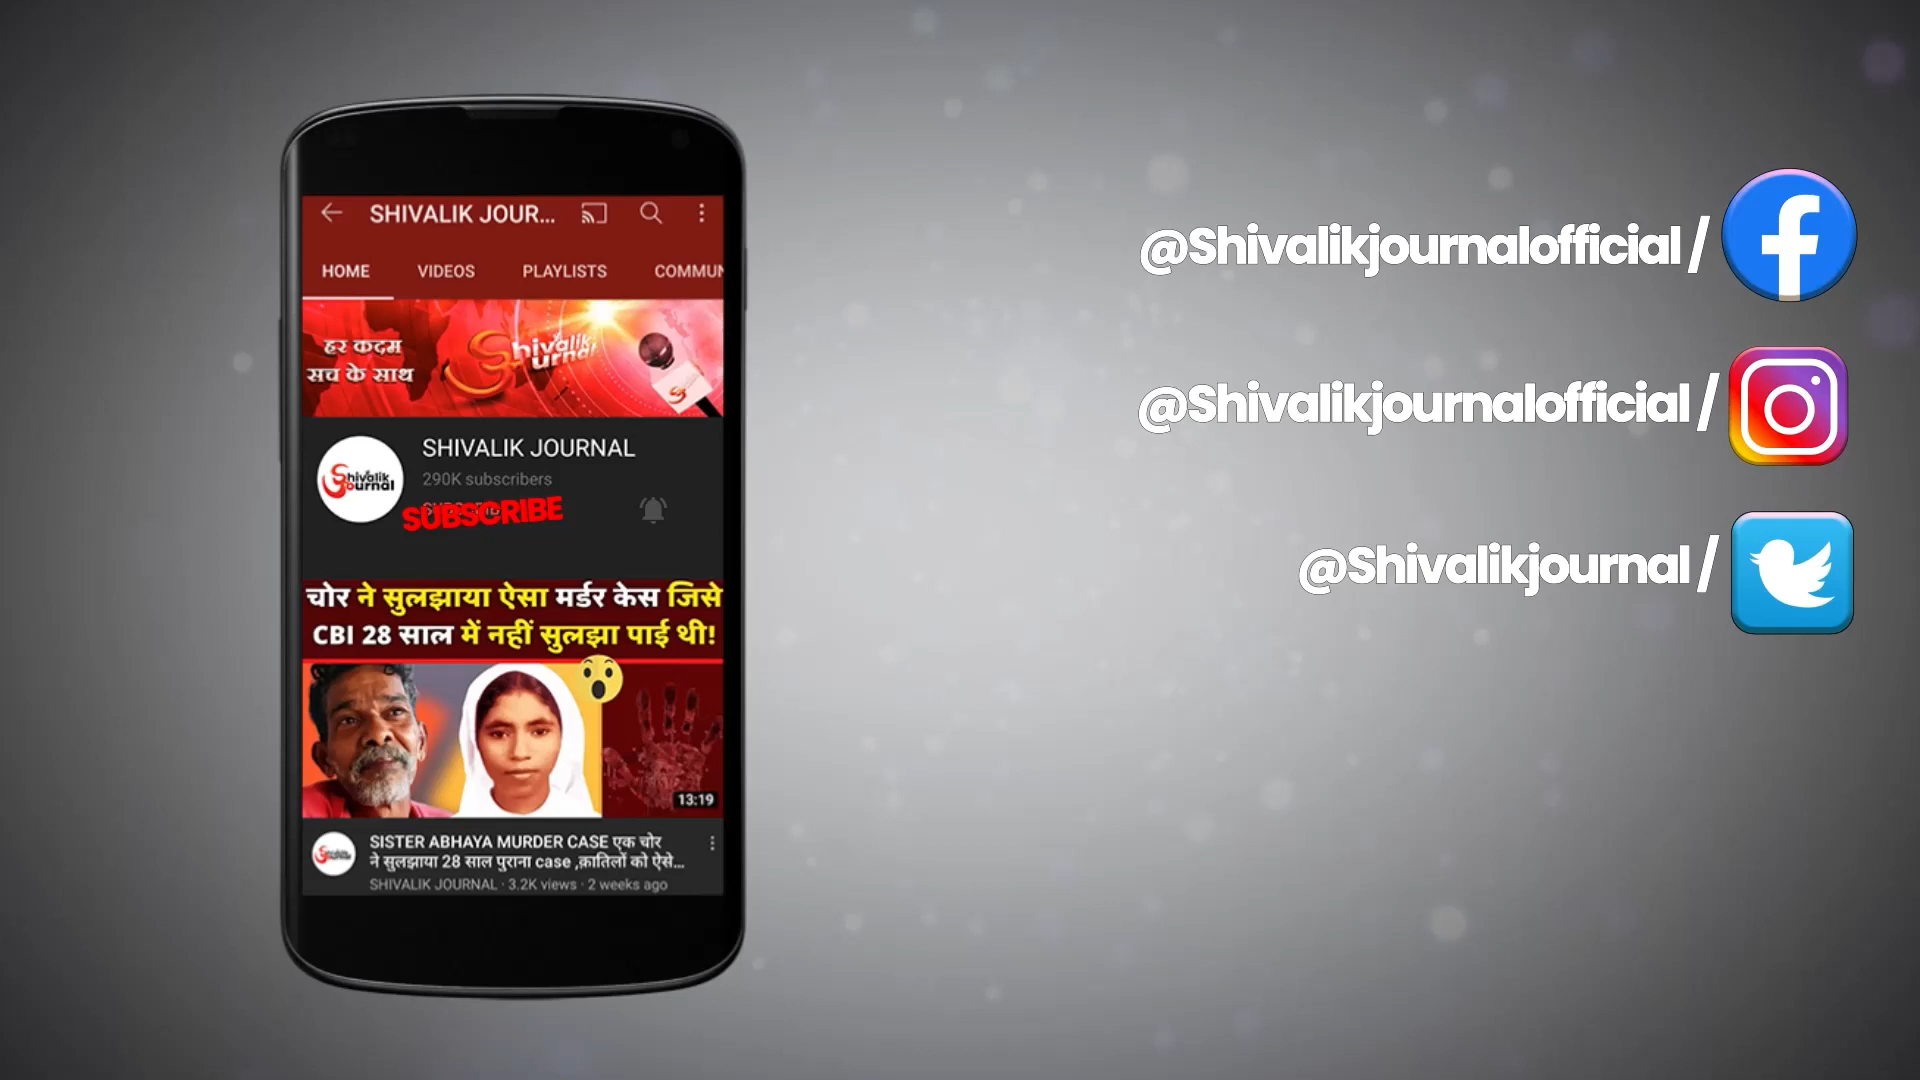 SHIVALIK JOUR...
HOME VIDEOS PLAYLISTS COMMUN
हर कदम
सच के साथ
Shivalik
Journal
SHIVALIK JOURNAL
290K subscribers
Shivalik
Journal
SUBSCRIBE
चोर ने सुलझाया ऐसा मर्डर केस जिसे
CBI 28 साल में नहीं सुलझा पाई थी!
13:19
SISTER ABHAYA MURDER CASE एक चोर
ने सुलझाया 28 साल पुराना case ,क़ातिलों को ऐसे...
SHIVALIK JOURNAL · 3.2K views · 2 weeks ago
@Shivalikjournalofficial /
@Shivalikjournalofficial /
@Shivalikjournal /